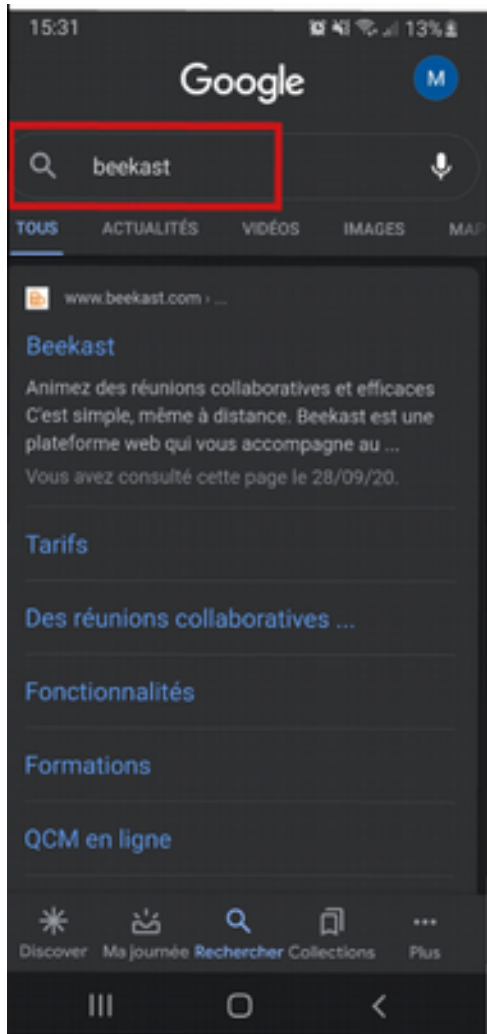 15:31 13%
Google
M
beekast
TOUS ACTUALITÉS VIDÉOS IMAGES MAP
www.beekast.com › ...
Beekast
Animez des réunions collaboratives et efficaces
C'est simple, même à distance. Beekast est une
plateforme web qui vous accompagne au ...
Vous avez consulté cette page le 28/09/20.
Tarifs
Des réunions collaboratives ...
Fonctionnalités
Formations
QCM en ligne
Discover Ma journée Rechercher Collections Plus